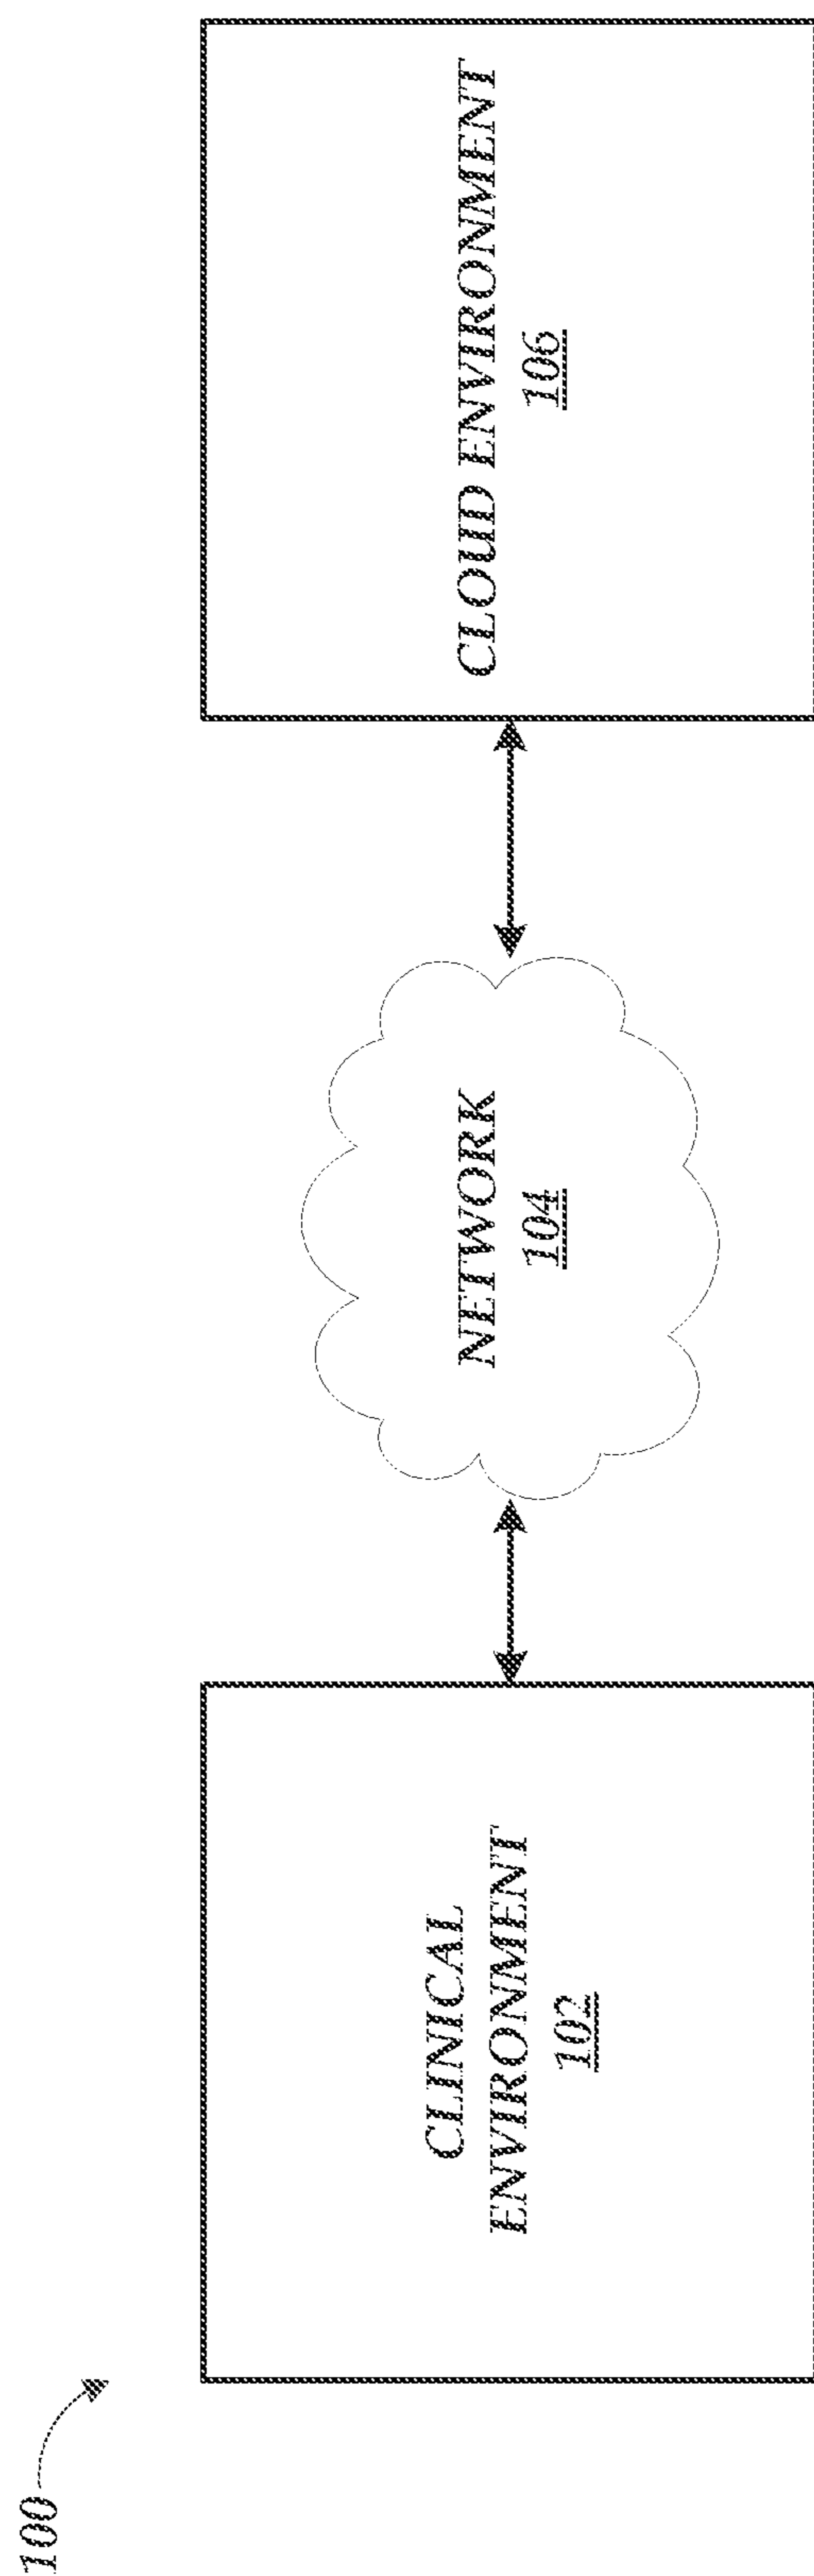 100
CLINICAL
ENVIRONMENT
102
NETWORK
104
CLOUD ENVIRONMENT
106